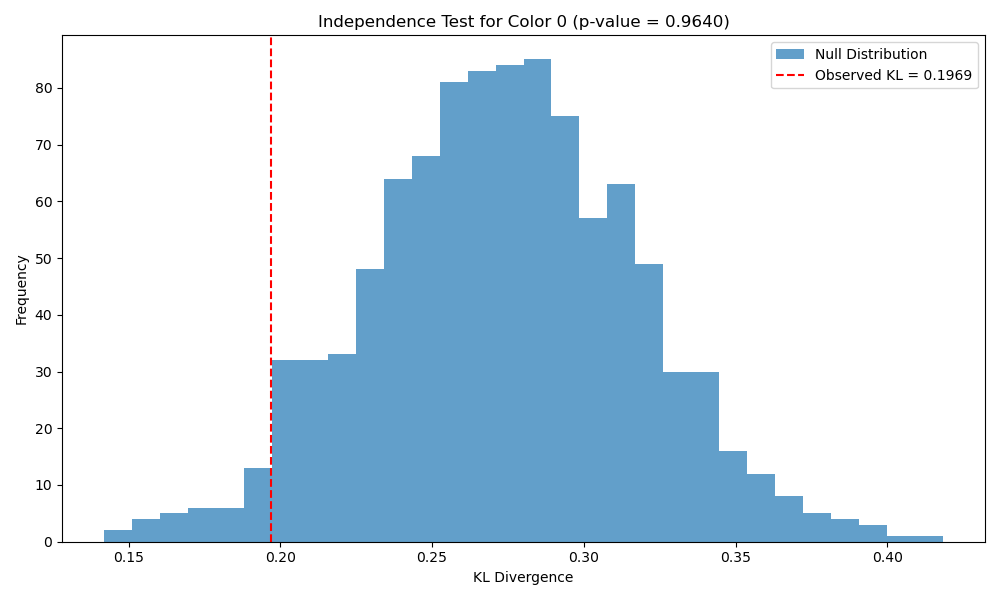 Independence Test for Color 0 (p-value = 0.9640)
Null Distribution
Observed KL = 0.1969
Frequency
80
70
60
50
40
30
20
10
0
0.15 0.20 0.25 0.30 0.35 0.40
KL Divergence